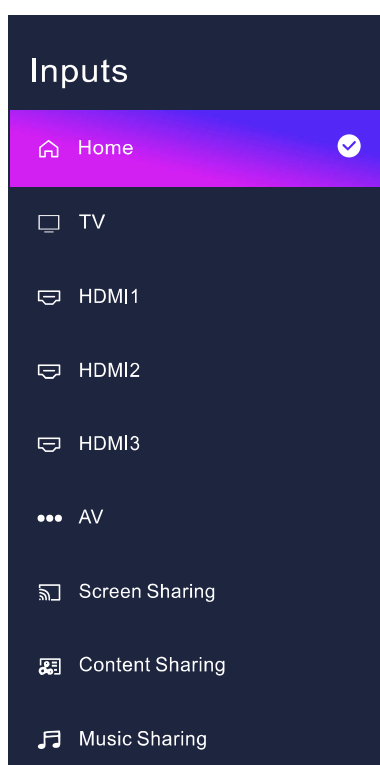 Inputs
Home
TV
HDMI1
HDMI2
HDMI3
AV
Screen Sharing
Content Sharing
Music Sharing